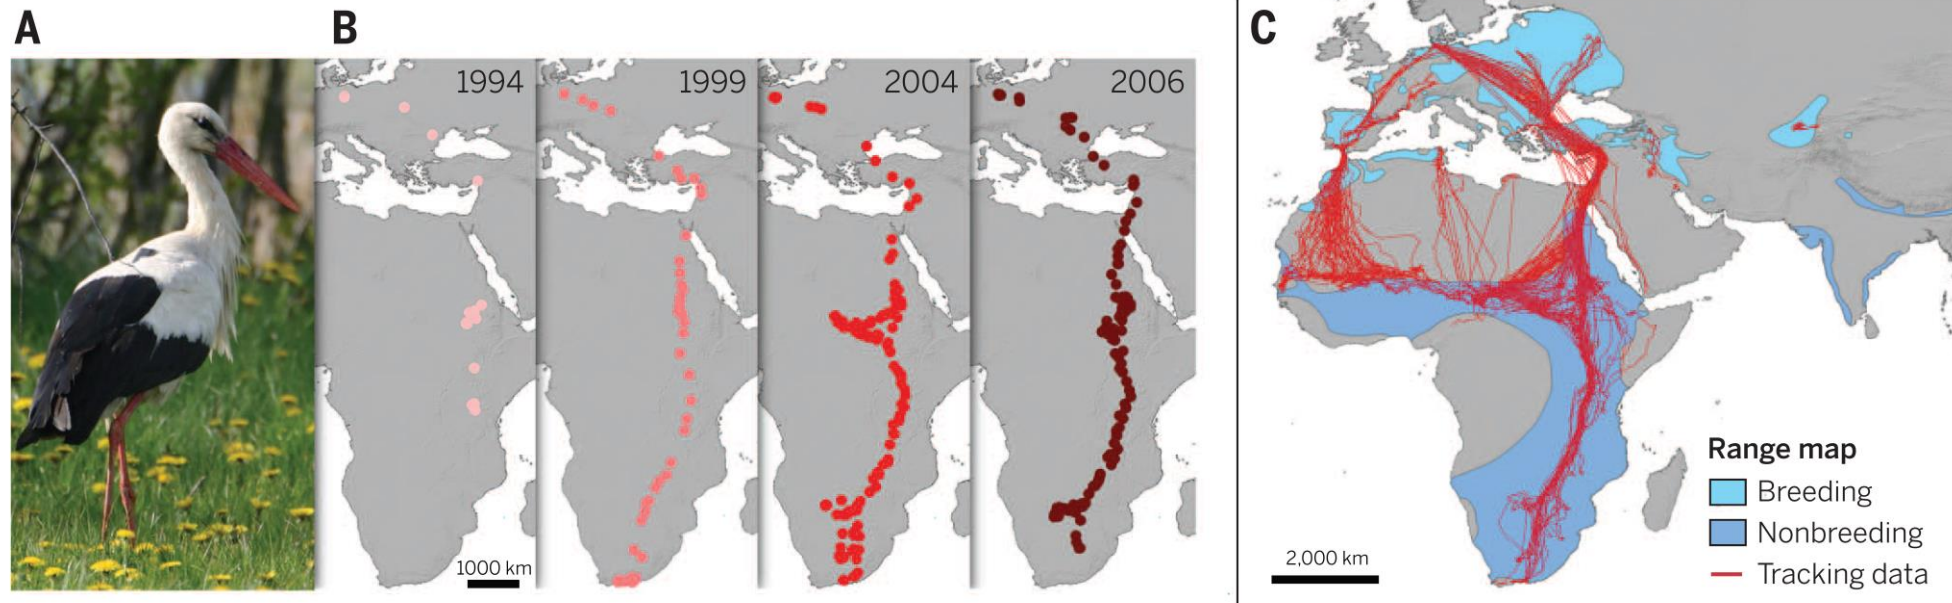 A
B
1994
1999
2004
2006
1000 km
C
Range map
Breeding
Nonbreeding
Tracking data
2,000 km